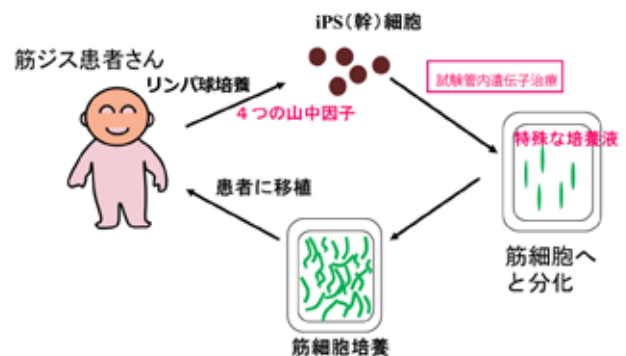 iPS(幹)細胞
筋ジス患者さん
リンパ球培養
４つの山中因子
試験管内遺伝子治療
特殊な培養液
患者に移植
筋細胞へ
と分化
筋細胞培養